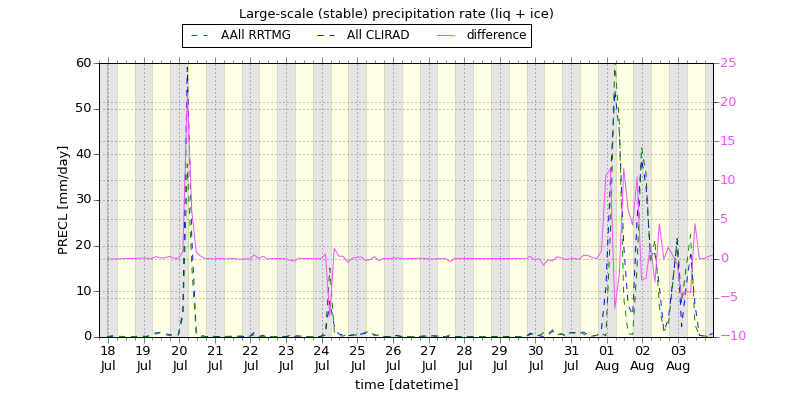 Large-scale (stable) precipitation rate (liq + ice)
AAll RRTMG All CLIRAD difference
60 25
50 20
40 15
30 10
20 5
10 0
0 −5
−10
PRECL [mm/day]
18 19 20 21 22 23 24 25 26 27 28 29 30 31 01 02 03
Jul Jul Jul Jul Jul Jul Jul Jul Jul Jul Jul Jul Jul Jul Aug Aug Aug
time [datetime]